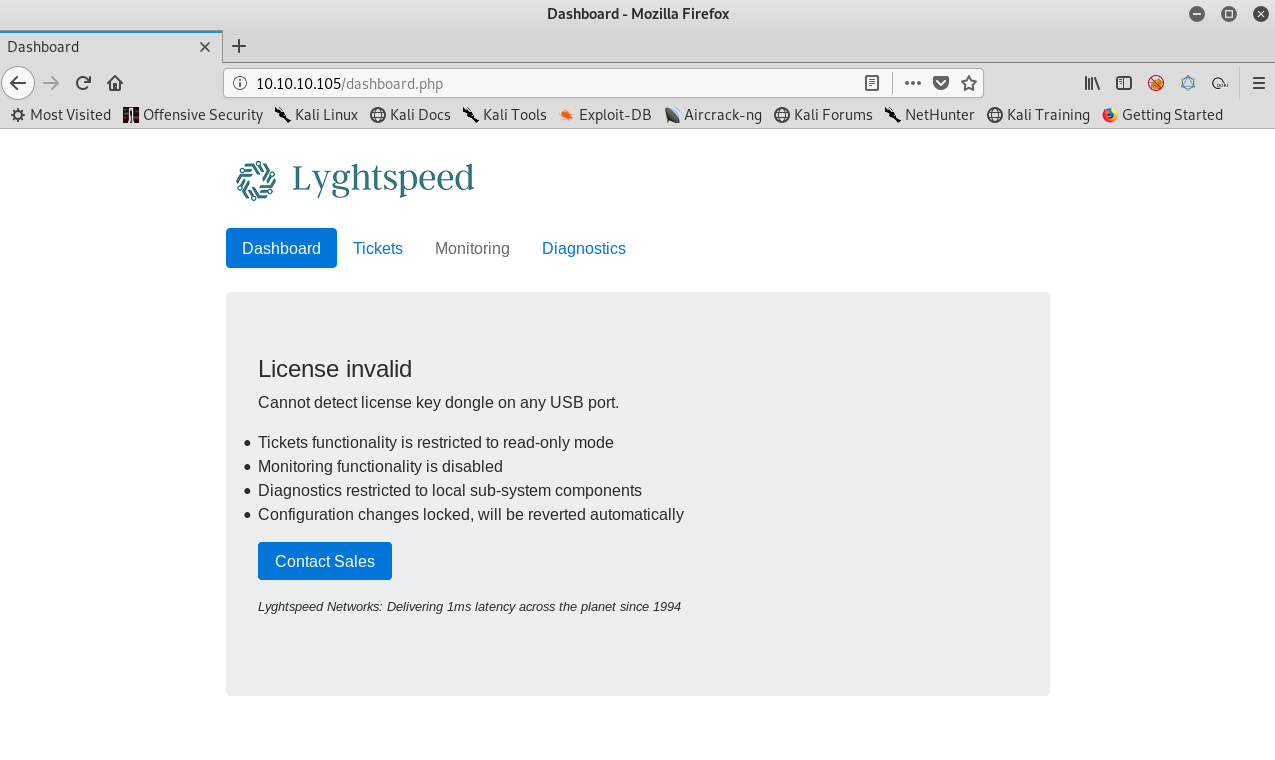 Dashboard - Mozilla Firefox
Dashboard
10.10.10.105/dashboard.php
Most Visited Offensive Security Kali Linux Kali Docs Kali Tools Exploit-DB Aircrack-ng Kali Forums NetHunter Kali Training Getting Started
Lyghtspeed
Dashboard Tickets Monitoring Diagnostics
License invalid
Cannot detect license key dongle on any USB port.
• Tickets functionality is restricted to read-only mode
• Monitoring functionality is disabled
• Diagnostics restricted to local sub-system components
• Configuration changes locked, will be reverted automatically
Contact Sales
Lyghtspeed Networks: Delivering 1ms latency across the planet since 1994